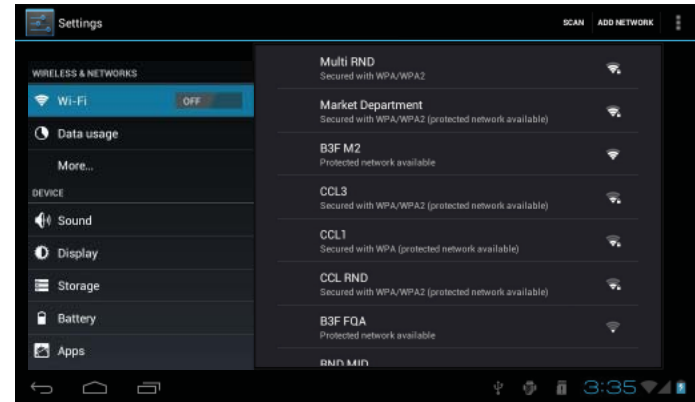 Settings
SCAN
ADD NETWORK
WIRELESS & NETWORKS
Wi-Fi
OFF
Data usage
More...
DEVICE
Sound
Display
Storage
Battery
Apps
Multi RND
Secured with WPA/WPA2
Market Department
Secured with WPA/WPA2 (protected network available)
B3F M2
Protected network available
CCL3
Secured with WPA/WPA2 (protected network available)
CCL1
Secured with WPA (protected network available)
CCL RND
Secured with WPA/WPA2 (protected network available)
B3F FQA
Protected network available
RND MID
3:35